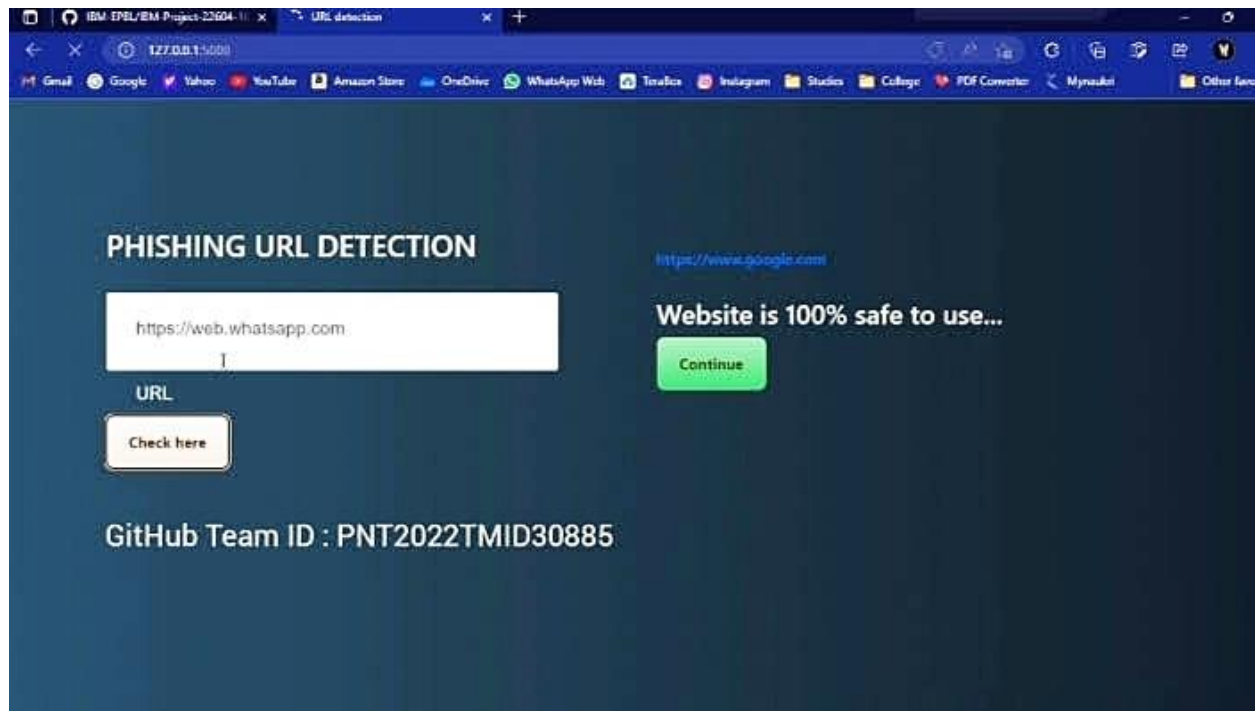 IBM-EPBL/IBM-Project-22604-1
URL detection
127.0.0.1:5000
Gmail
Google
Yahoo
YouTube
Amazon Store
OneDrive
WhatsApp Web
TeraBox
Instagram
Studies
College
PDF Converter
Mynaukri
Other favo
PHISHING URL DETECTION
https://web.whatsapp.com
URL
Check here
GitHub Team ID : PNT2022TMID30885
https://www.google.com
Website is 100% safe to use...
Continue